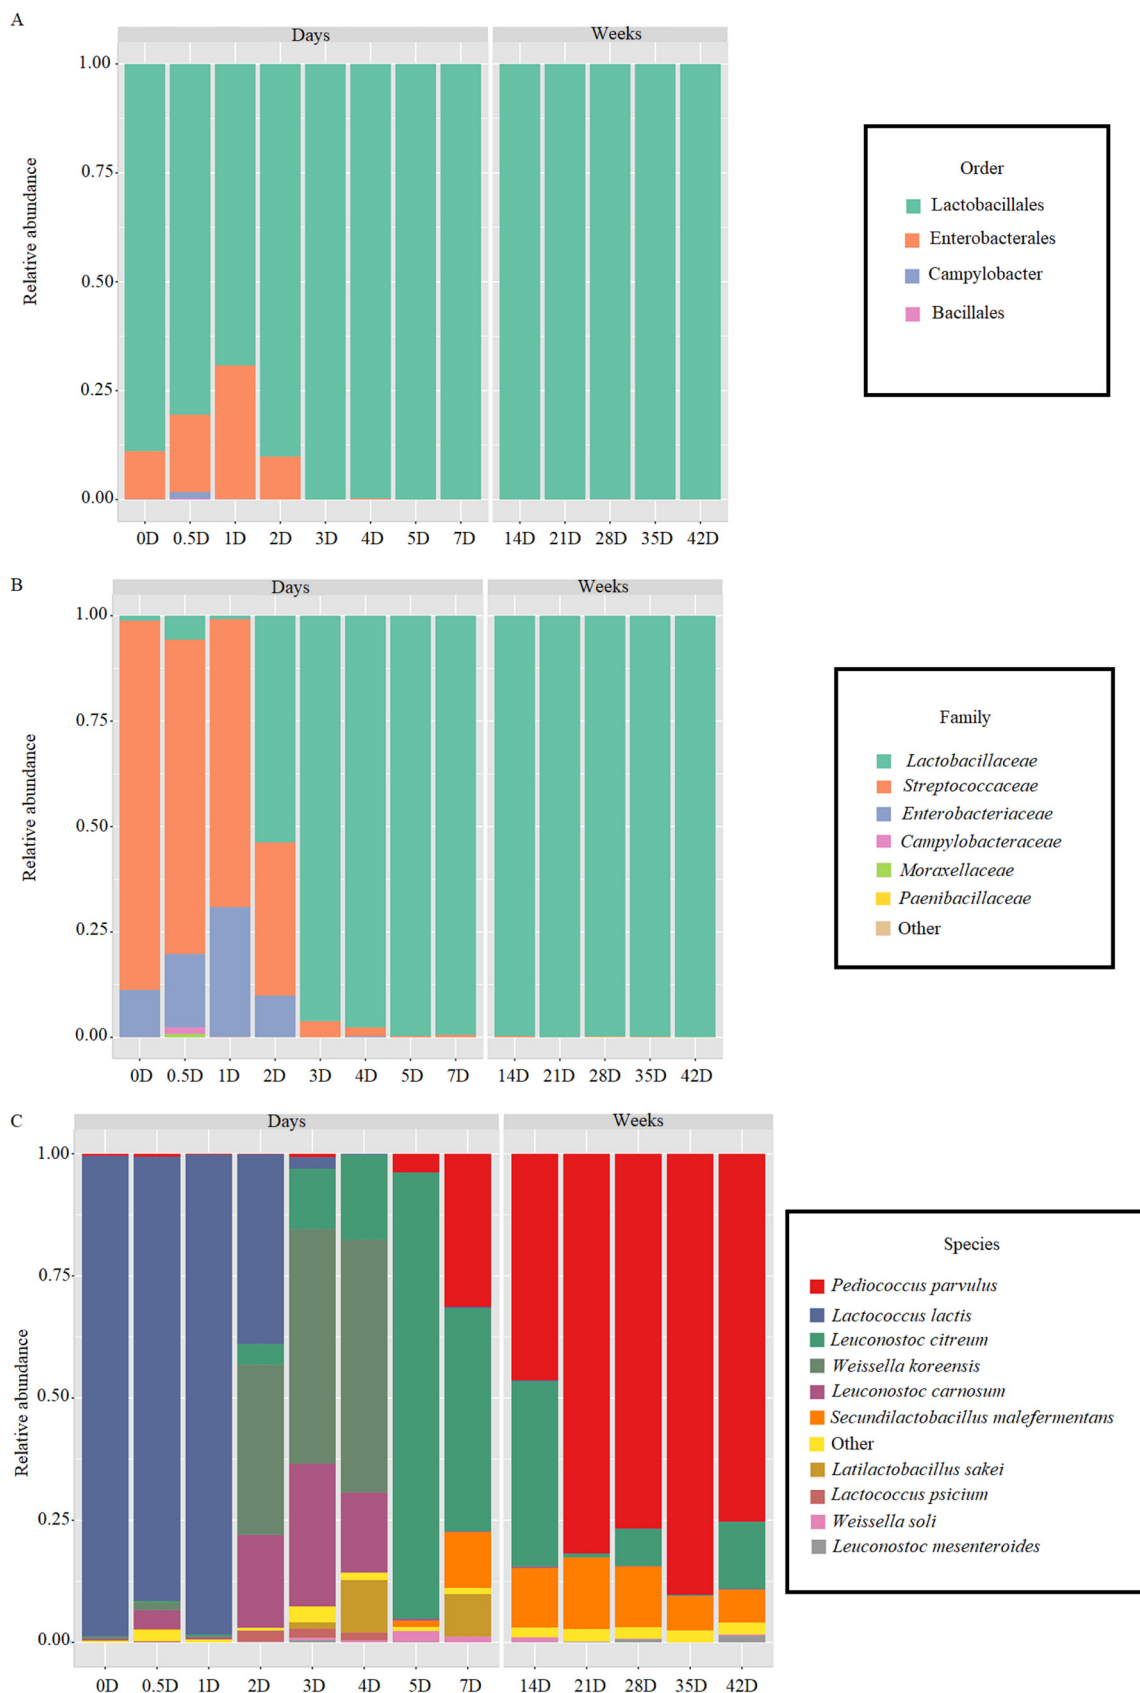 A
Days Weeks
Relative abundance
1.00
0.75
0.50
0.25
0.00
0D 0.5D 1D 2D 3D 4D 5D 7D 14D 21D 28D 35D 42D
Order
Lactobacillales
Enterobacterales
Campylobacter
Bacillales
B
Days Weeks
Relative abundance
1.00
0.75
0.50
0.25
0.00
0D 0.5D 1D 2D 3D 4D 5D 7D 14D 21D 28D 35D 42D
Family
Lactobacillaceae
Streptococcaceae
Enterobacteriaceae
Campylobacteraceae
Moraxellaceae
Paenibacillaceae
Other
C
Days Weeks
Relative abundance
1.00
0.75
0.50
0.25
0.00
0D 0.5D 1D 2D 3D 4D 5D 7D 14D 21D 28D 35D 42D
Species
Pediococcus parvulus
Lactococcus lactis
Leuconostoc citreum
Weissella koreensis
Leuconostoc carnosum
Secundilactobacillus malefermentans
Other
Latilactobacillus sakei
Lactococcus psicium
Weissella soli
Leuconostoc mesenteroides